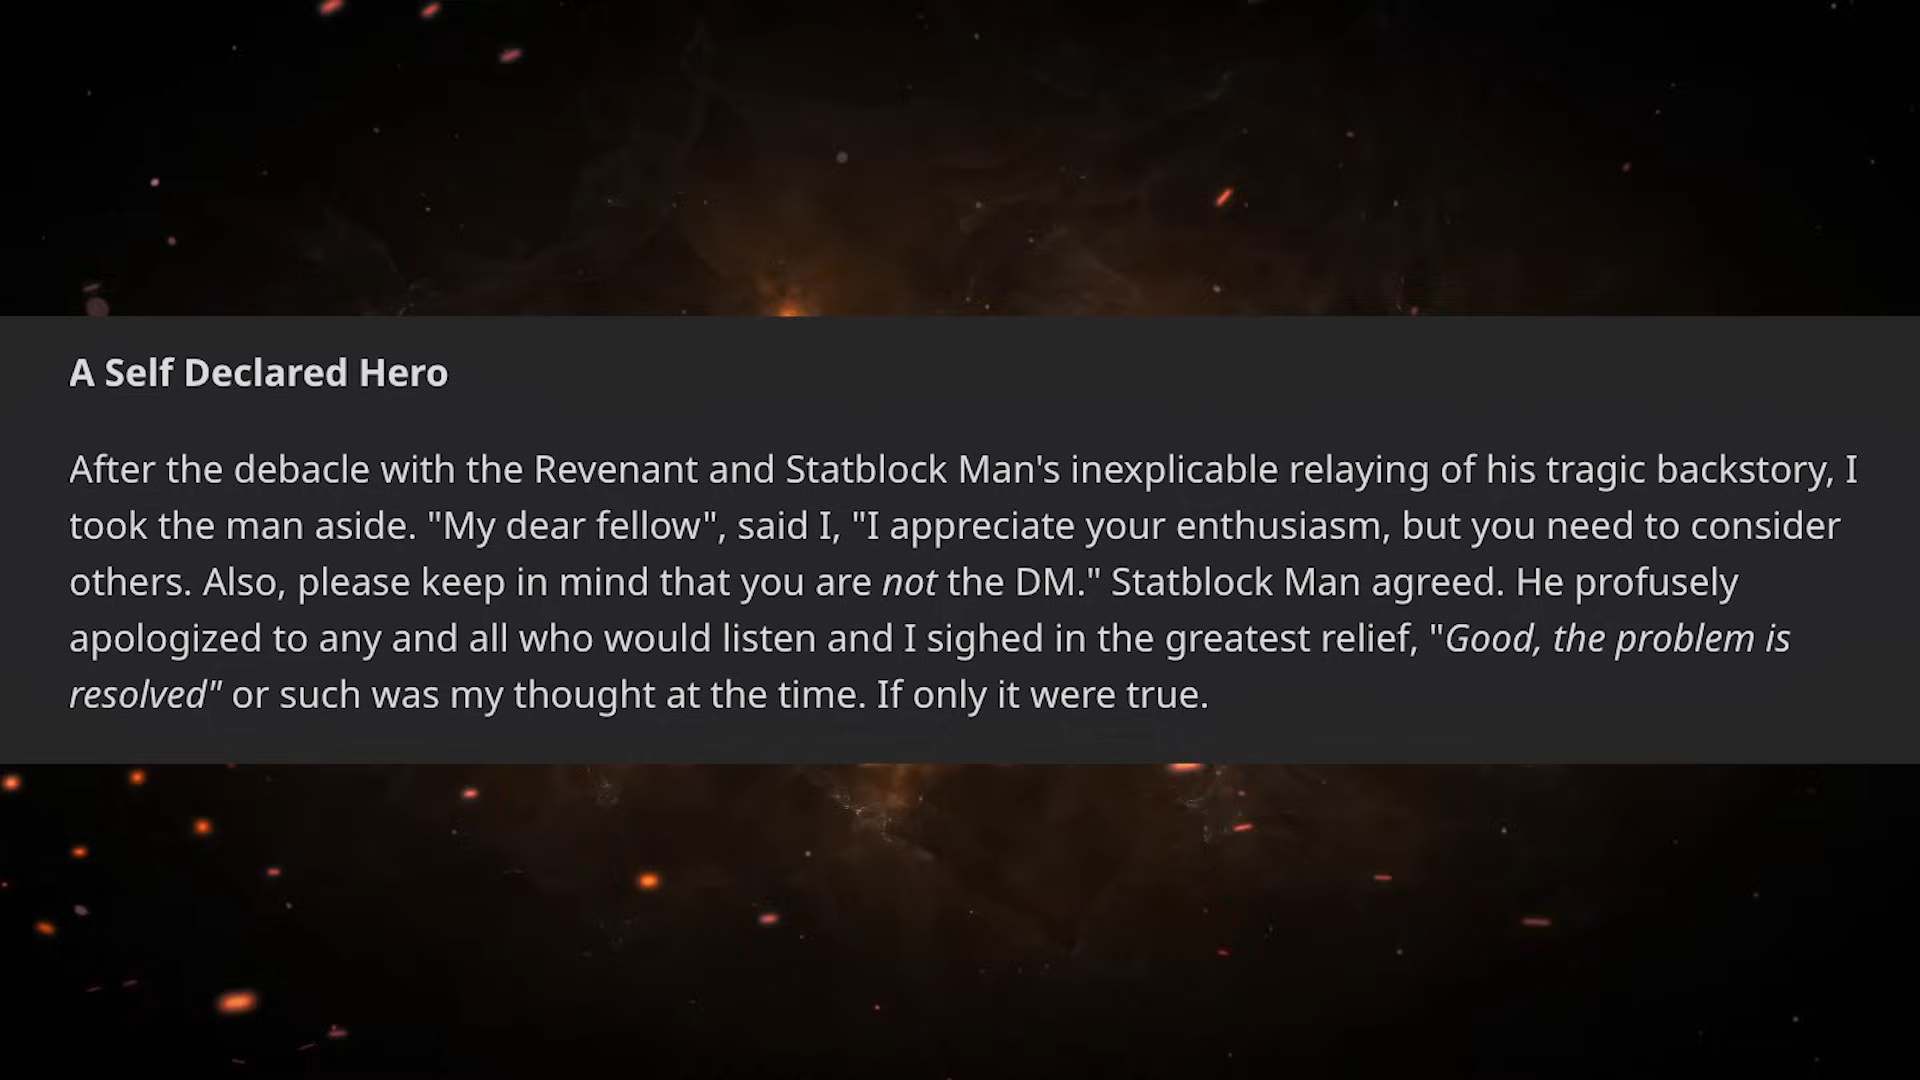 A Self Declared Hero
After the debacle with the Revenant and Statblock Man's inexplicable relaying of his tragic backstory, I
took the man aside. "My dear fellow", said I, "I appreciate your enthusiasm, but you need to consider
others. Also, please keep in mind that you are not the DM." Statblock Man agreed. He profusely
apologized to any and all who would listen and I sighed in the greatest relief, "Good, the problem is
resolved" or such was my thought at the time. If only it were true.